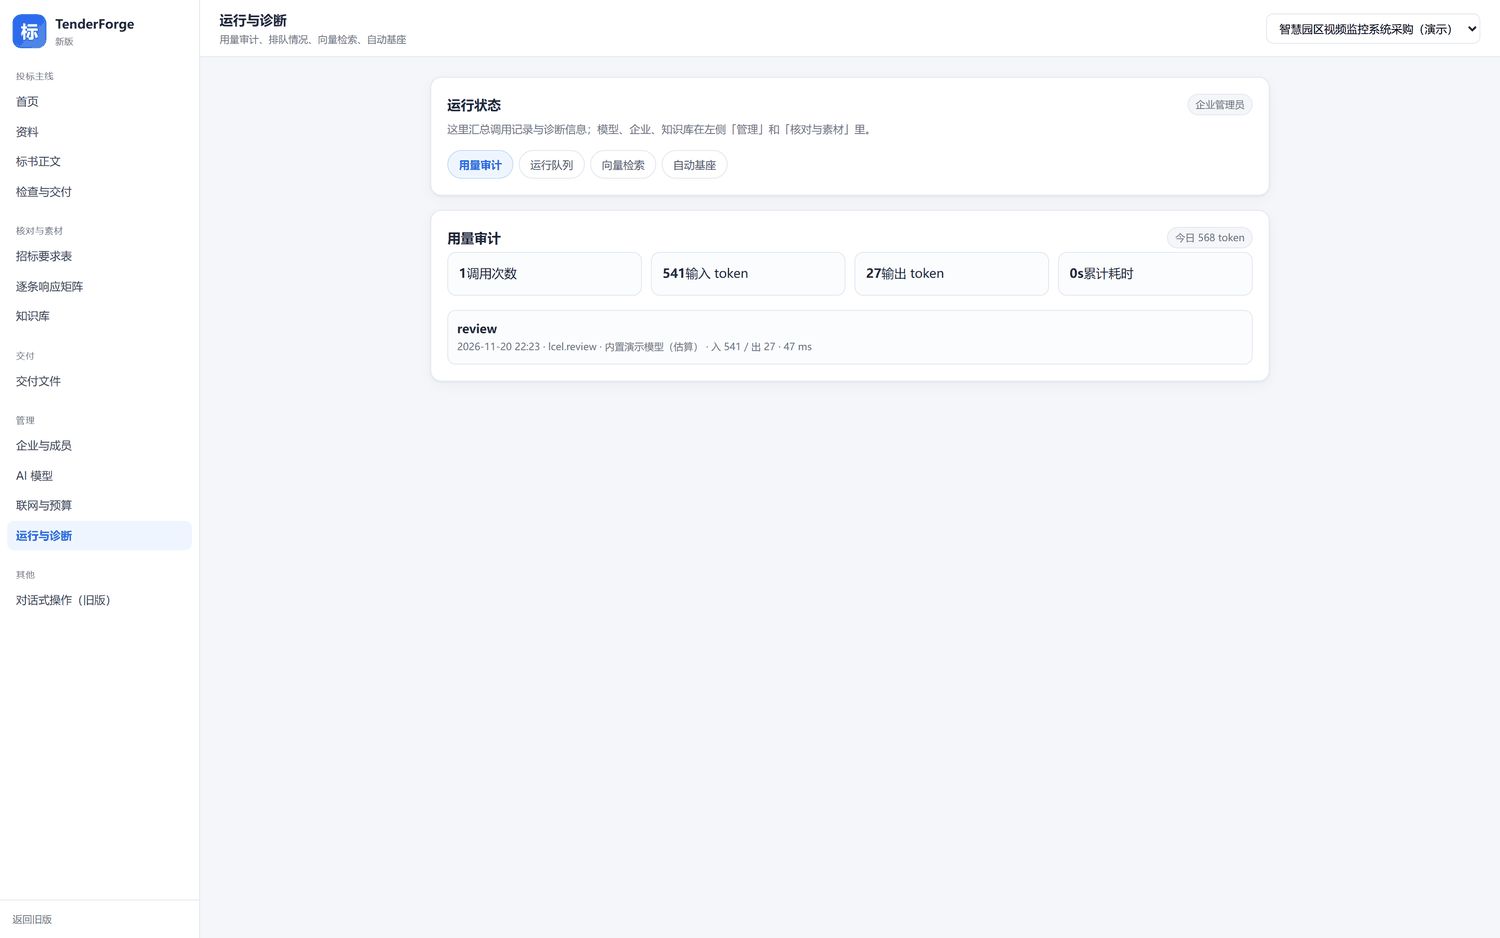 标
TenderForge
新版
投标主线
首页
资料
标书正文
检查与交付
核对与素材
招标要求表
逐条响应矩阵
知识库
交付
交付文件
管理
企业与成员
AI 模型
联网与预算
运行与诊断
其他
对话式操作（旧版）
返回旧版
运行与诊断
用量审计、排队情况、向量检索、自动基座
智慧园区视频监控系统采购（演示）
运行状态
企业管理员
这里汇总调用记录与诊断信息；模型、企业、知识库在左侧「管理」和「核对与素材」里。
用量审计 运行队列 向量检索 自动基座
用量审计
今日 568 token
1调用次数 541输入 token 27输出 token 0s累计耗时
review
2026-11-20 22:23 · lcel.review · 内置演示模型（估算） · 入 541 / 出 27 · 47 ms